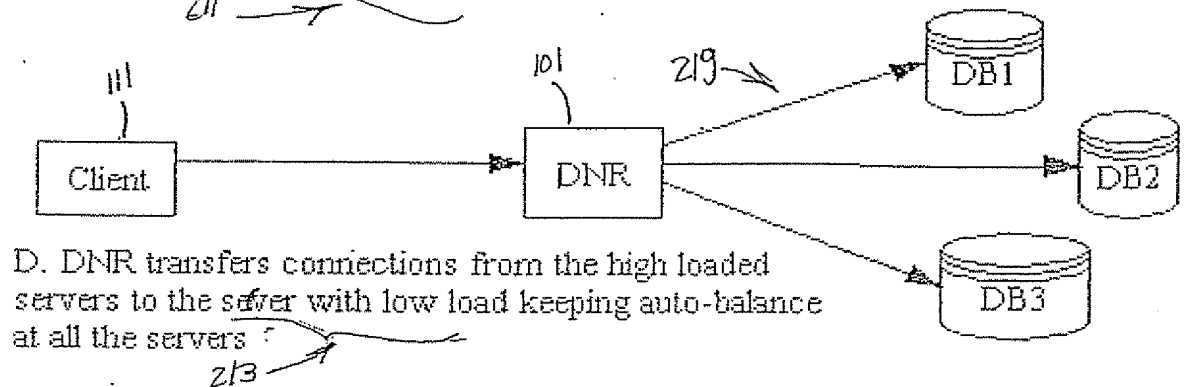 211
111
101
219
DB1
Client
DNR
DB2
DB3
D. DNR transfers connections from the high loaded
servers to the sever with low load keeping auto-balance
at all the servers
213